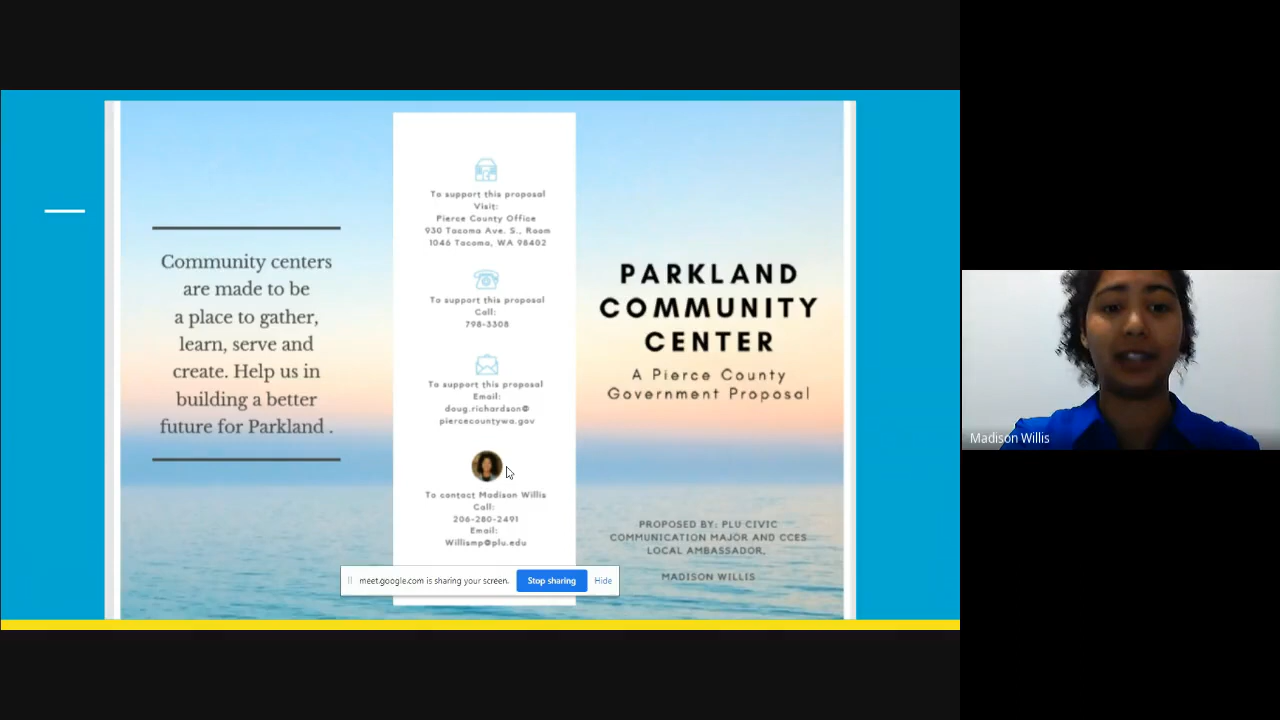 Community centers
are made to be
a place to gather,
learn, serve and
create. Help us in
building a better
future for Parkland .
To support this proposal
Visit:
Pierce County Office
930 Tacoma Ave. S., Room
1046 Tacoma, WA 98402
To support this proposal
Call:
798-3308
To support this proposal
Email:
doug.richardson@
piercecountywa.gov
To contact Madison Willis
Call:
206-280-2491
Email:
Willismp@plu.edu
PARKLAND
COMMUNITY
CENTER
A Pierce County
Government Proposal
PROPOSED BY: PLU CIVIC
COMMUNICATION MAJOR AND CCES
LOCAL AMBASSADOR,
MADISON WILLIS
meet.google.com is sharing your screen.
Stop sharing
Hide
Madison Willis